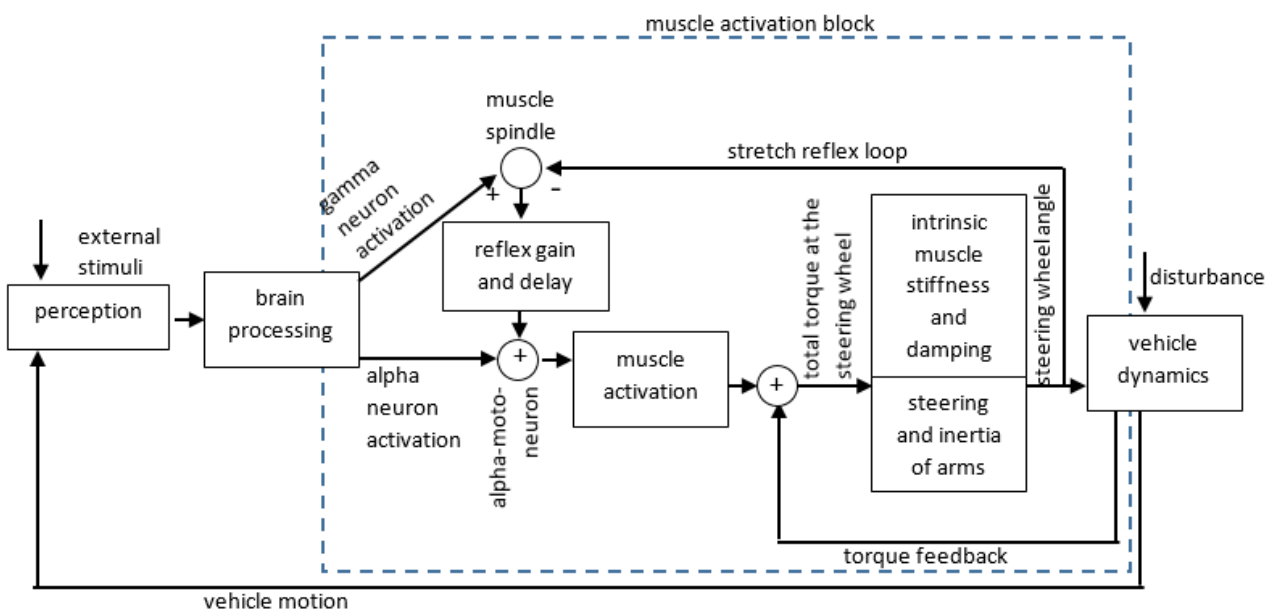 muscle activation block
muscle
spindle
stretch reflex loop
gamma
neuron
activation
+
-
external
stimuli
reflex gain
and delay
total torque at the
steering wheel
intrinsic
muscle
stiffness
and
damping
steering wheel angle
disturbance
perception
brain
processing
vehicle
dynamics
+
muscle
activation
+
alpha
neuron
activation
alpha-moto-
neuron
steering
and inertia
of arms
torque feedback
vehicle motion